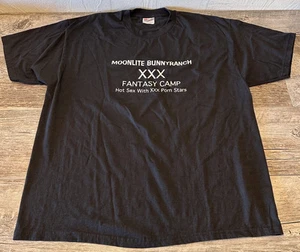 MOONLITE BUNNYRANCH
XXX
FANTASY CAMP
Hot Sex With XXX Porn Stars